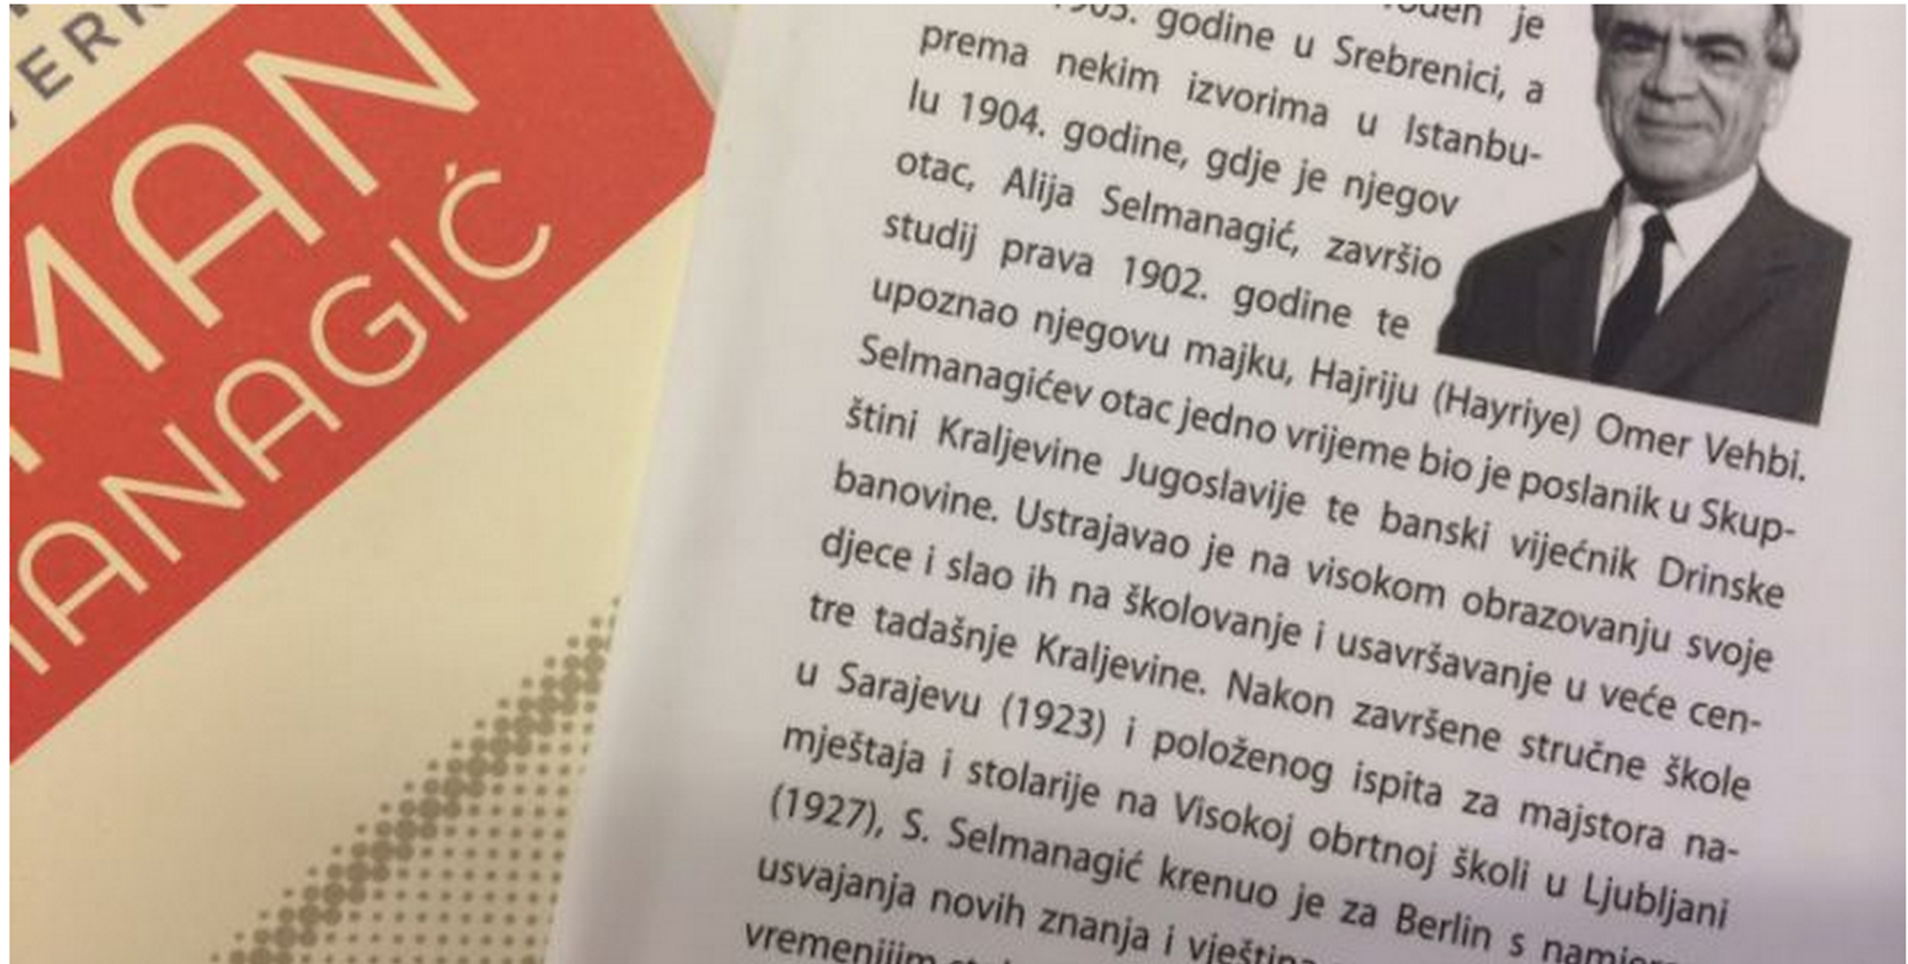 MAN
ANAGIĆ
godine u Srebrenici, a
prema nekim izvorima u Istanbu-
lu 1904. godine, gdje je njegov
otac, Alija Selmanagić, završio
studij prava 1902. godine te
upoznao njegovu majku, Hajriju (Hayriye) Omer Vehbi.
Selmanagićev otac jedno vrijeme bio je poslanik u Skup-
štini Kraljevine Jugoslavije te banski vijećnik Drinske
banovine. Ustrajavao je na visokom obrazovanju svoje
djece i slao ih na školovanje i usavršavanje u veće cen-
tre tadašnje Kraljevine. Nakon završene stručne škole
u Sarajevu (1923) i položenog ispita za majstora na-
mještaja i stolarije na Visokoj obrtnoj školi u Ljubljani
(1927), S. Selmanagić krenuo je za Berlin s
usvajanja novih znanja i